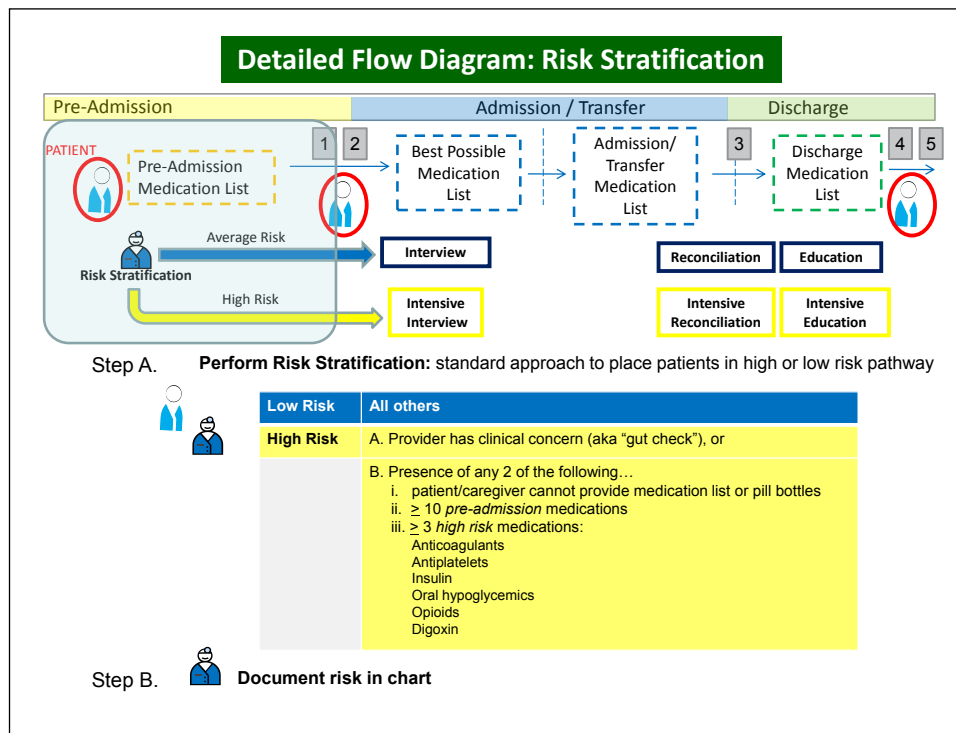 Detailed Flow Diagram: Risk Stratification
Pre-Admission
Admission / Transfer
Discharge
PATIENT
Pre-Admission
Medication List
1
2
Best Possible
Medication
List
Admission/
Transfer
Medication
List
3
Discharge
Medication
List
4
5
Risk Stratification
Average Risk
Interview
Reconciliation
Education
High Risk
Intensive
Interview
Intensive
Reconciliation
Intensive
Education
Step A. Perform Risk Stratification: standard approach to place patients in high or low risk pathway
Low Risk All others
High Risk A. Provider has clinical concern (aka “gut check”), or
B. Presence of any 2 of the following…
i. patient/caregiver cannot provide medication list or pill bottles
ii. ≥ 10 pre-admission medications
iii. ≥ 3 high risk medications:
Anticoagulants
Antiplatelets
Insulin
Oral hypoglycemics
Opioids
Digoxin
Step B. Document risk in chart